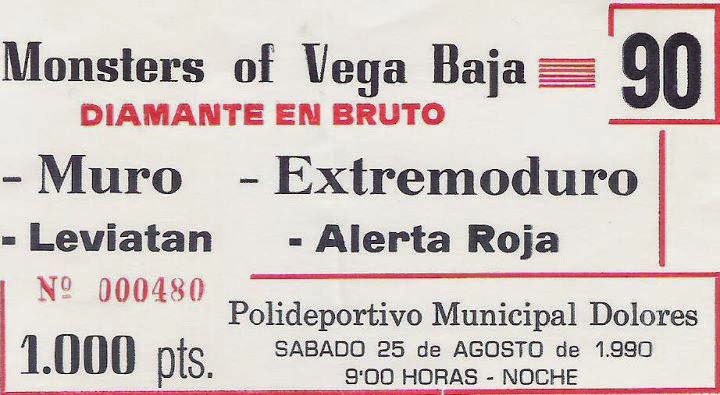 Monsters of Vega Baja 90
DIAMANTE EN BRUTO
- Muro - Extremoduro
- Leviatan - Alerta Roja
Nº 000480
1.000 pts.
Polideportivo Municipal Dolores
SABADO 25 de AGOSTO de 1.990
9'00 HORAS - NOCHE